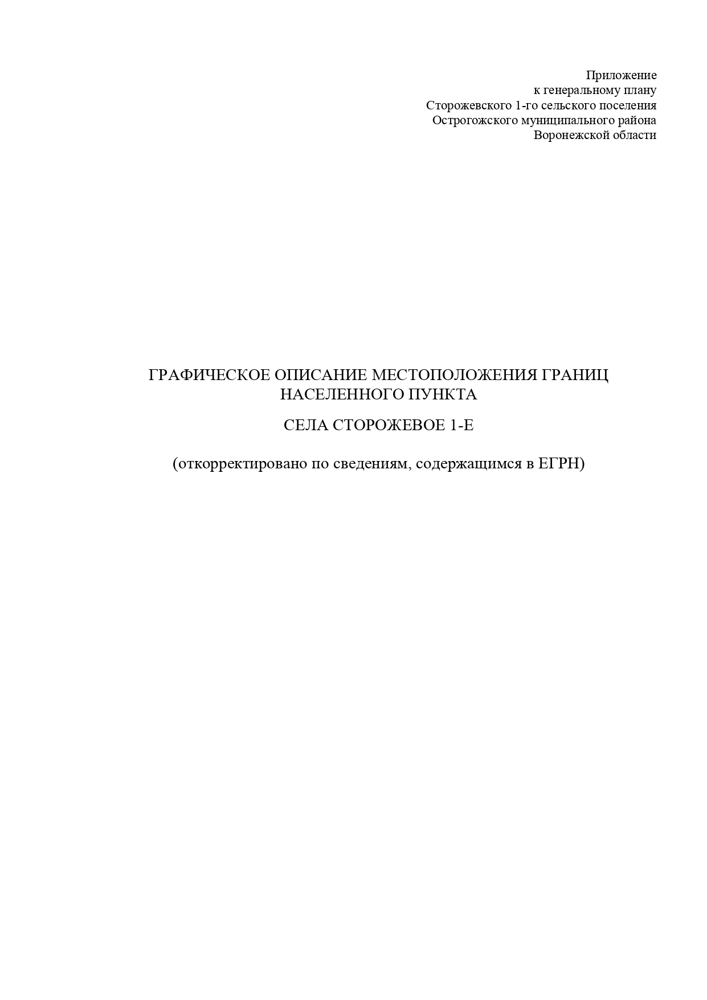 Приложение
к генеральному плану
Сторожевского 1-го сельского поселения
Острогожского муниципального района
Воронежской области
ГРАФИЧЕСКОЕ ОПИСАНИЕ МЕСТОПОЛОЖЕНИЯ ГРАНИЦ
НАСЕЛЕННОГО ПУНКТА
СЕЛА СТОРОЖЕВОЕ 1-Е
(откорректировано по сведениям, содержащимся в ЕГРН)